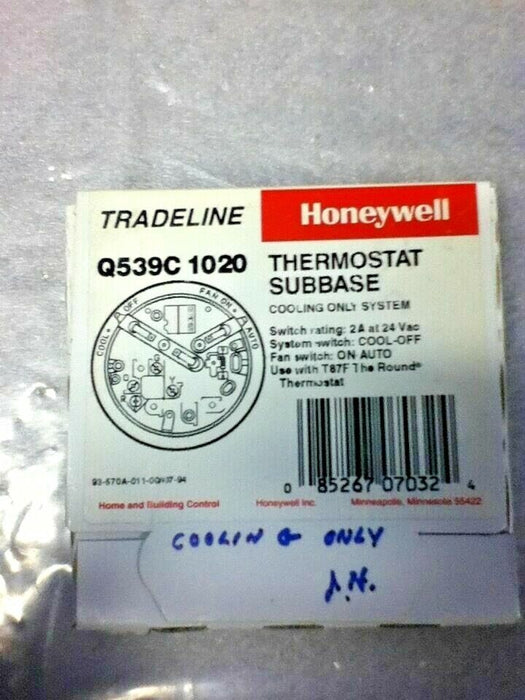 TRADELINE
Honeywell
Q539C 1020
THERMOSTAT
SUBBASE
COOLING ONLY SYSTEM
Switch rating: 2A at 24 Vac
System switch: COOL-OFF
Fan switch: ON AUTO
Use with T87F The Round®
Thermostat
COOL OFF
FAN ON AUTO
0 85267 07032 4
Home and Building Control
Honeywell Inc.
Minneapolis, Minnesota 55422
COOLING ONLY
J.H.